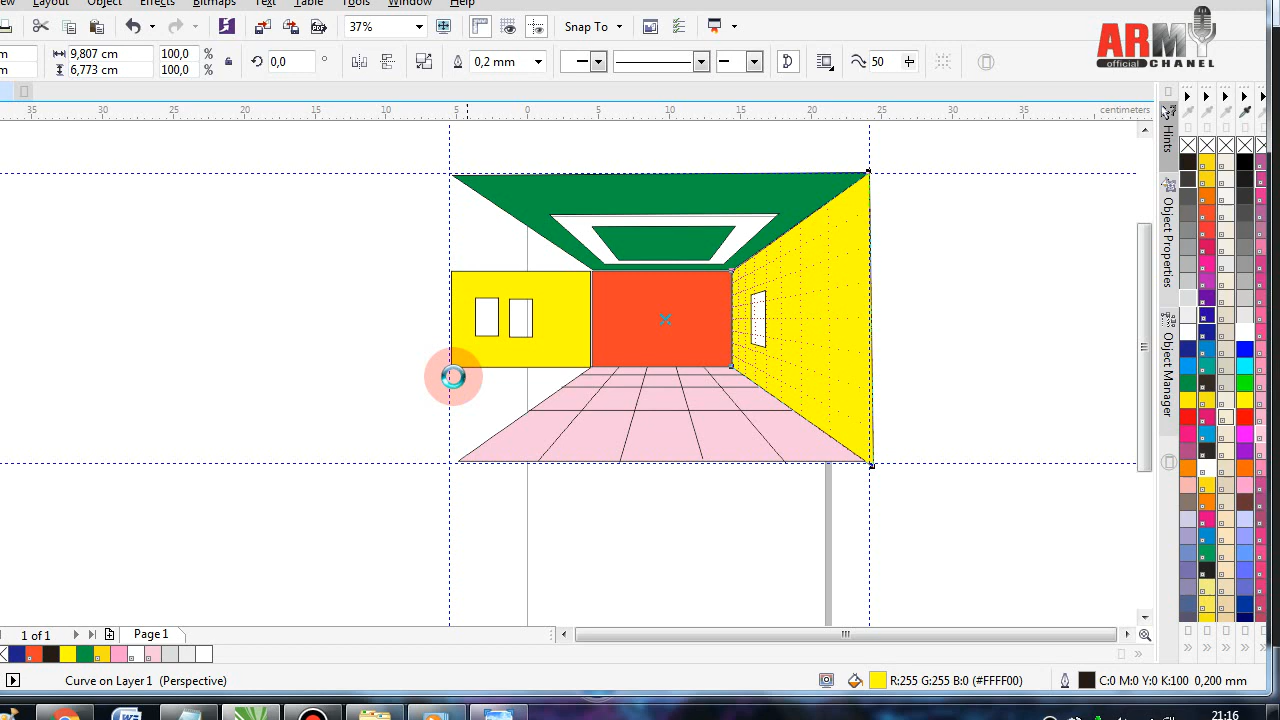 ew Layout Object Effects Bitmaps Text Table Tools Window Help
37% Snap To
m 9,807 cm 100,0 %
m 6,773 cm 100,0 %
0,0 ° 0,2 mm 50
ARMY
official CHANEL
35 25 20 15 10 5 0 5 10 15 20 25 30 35 centimeters
Hints
Object Properties
Object Manager
1 of 1 Page 1
Curve on Layer 1 (Perspective) R:255 G:255 B:0 (#FFFF00) C:0 M:0 Y:0 K:100 0,200 mm
21:16